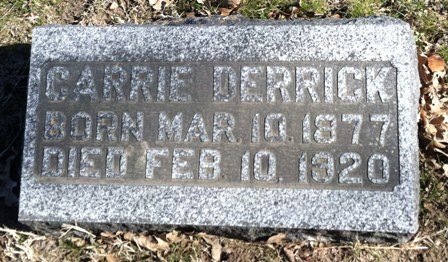 CARRIE DERRICK
BORN MAR. 10. 1877
DIED FEB. 10. 1920